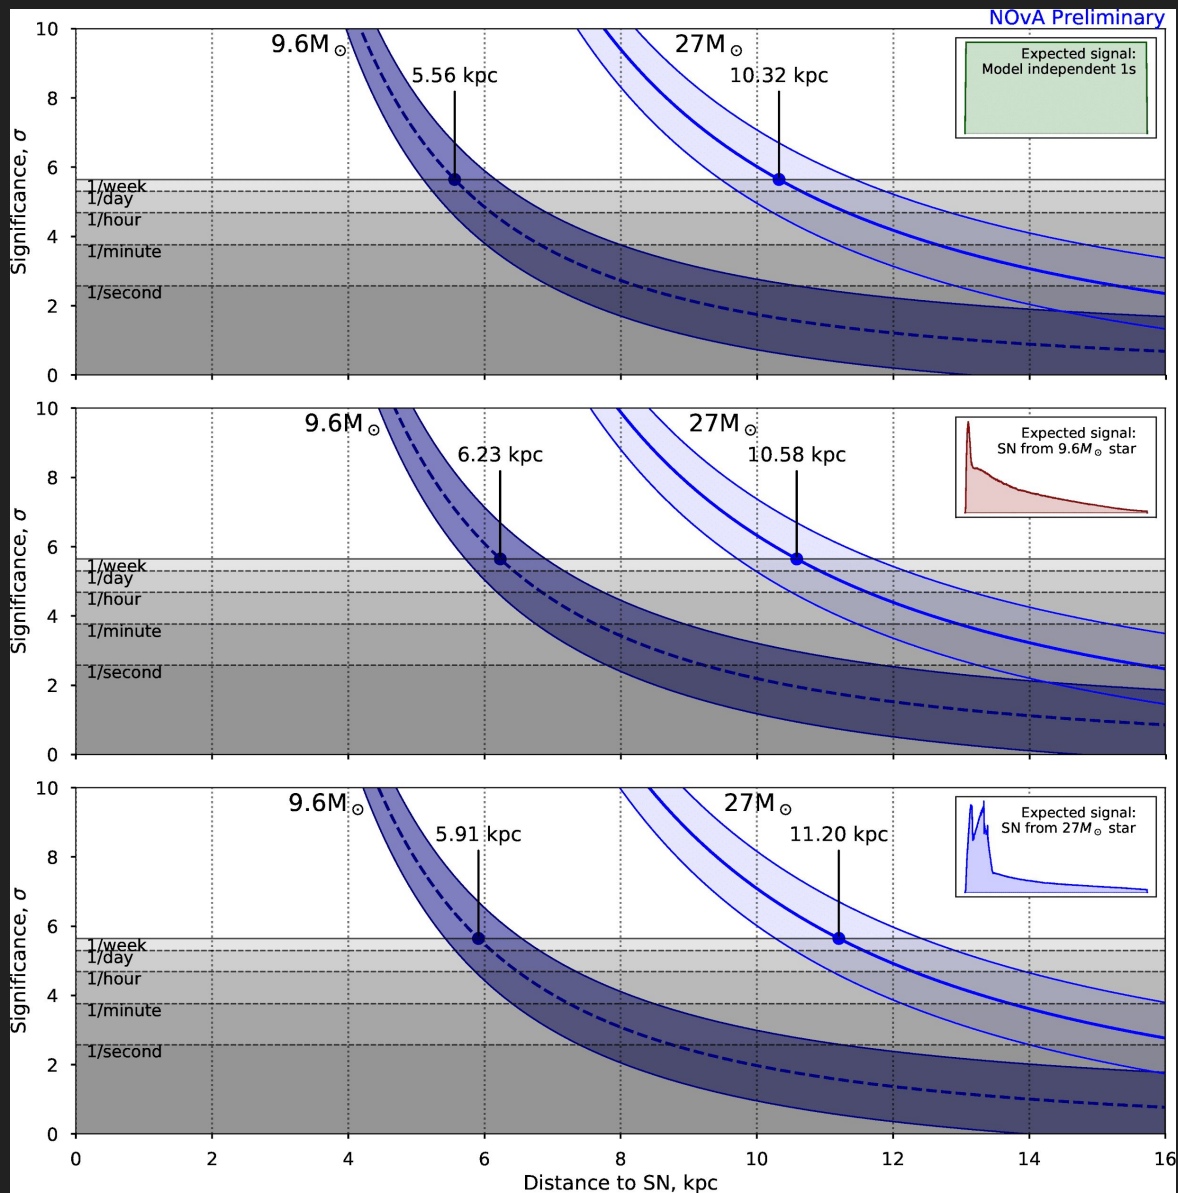 NOvA Preliminary
10
8
6
4
2
0
Significance, σ
9.6M⊙
27M⊙
5.56 kpc
10.32 kpc
Expected signal:
Model independent 1s
1/week
1/day
1/hour
1/minute
1/second
10
8
6
4
2
0
Significance, σ
9.6M⊙
27M⊙
6.23 kpc
10.58 kpc
Expected signal:
SN from 9.6M⊙ star
1/week
1/day
1/hour
1/minute
1/second
10
8
6
4
2
0
Significance, σ
9.6M⊙
27M⊙
5.91 kpc
11.20 kpc
Expected signal:
SN from 27M⊙ star
1/week
1/day
1/hour
1/minute
1/second
0 2 4 6 8 10 12 14 16
Distance to SN, kpc